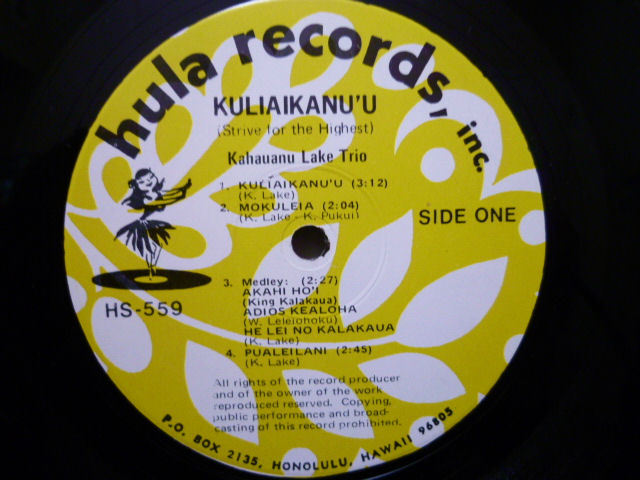 hula records, inc.
KULIAIKANU'U
(Strive for the Highest)
Kahauanu Lake Trio
1. KULIAIKANU'U (3:12)
(K. Lake)
2. MOKULEIA (2:04)
(K. Lake - K. Pukui)
SIDE ONE
HS-559
3. Medley: (2:27)
AKAHI HO'I
(King Kalakaua)
ADIOS KEALOHA
(W. Leleiohoku)
HE LEI NO KALAKAUA
(K. Lake)
4. PUALEILANI (2:45)
(K. Lake)
All rights of the record producer
and of the owner of the work
reproduced reserved. Copying,
public performance and broad-
casting of this record prohibited.
P.O. BOX 2135, HONOLULU, HAWAII 96805